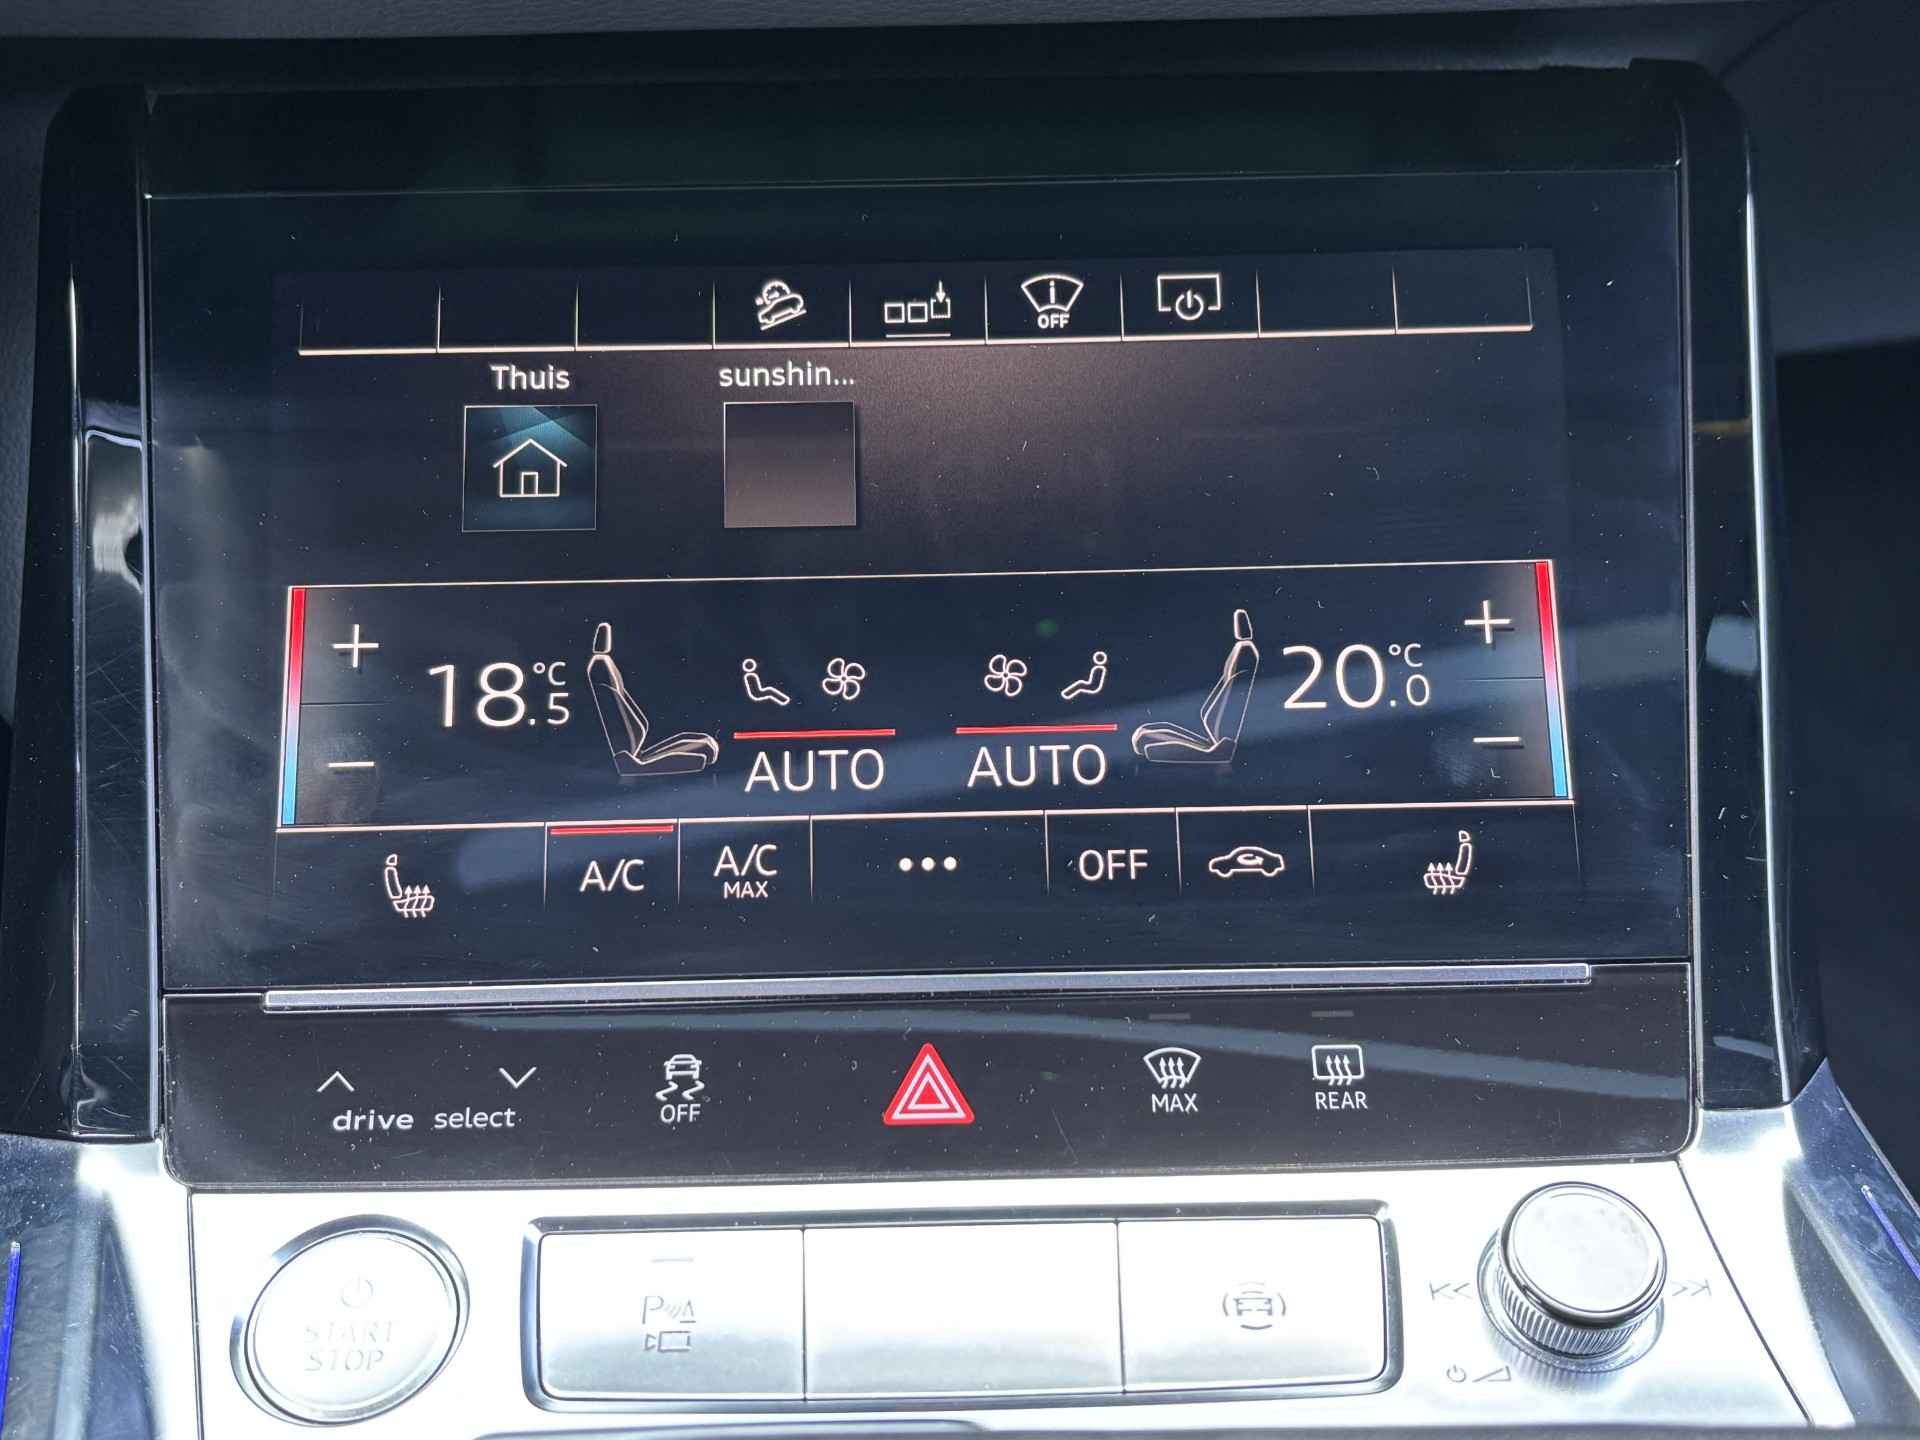 OFF
Thuis sunshin...
18.5 °C 20.0 °C
AUTO AUTO
A/C A/C MAX ••• OFF
drive select OFF MAX REAR
START
STOP
P